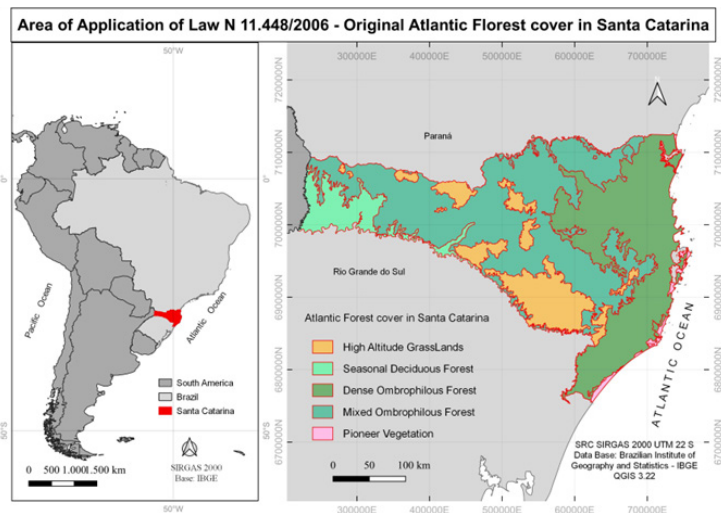 Area of Application of Law N 11.448/2006 - Original Atlantic Florest cover in Santa Catarina
50°W
0°
50°S
Pacific Ocean
Atlantic Ocean
South America
Brazil
Santa Catarina
SIRGAS 2000
Base: IBGE
0 500 1.000 1.500 km
50°W
300000E 400000E 500000E 600000E 700000E
7100000N
7000000N
6800000N
6700000N
7100000N
Paraná
Rio Grande do Sul
ATLANTIC OCEAN
Atlantic Forest cover in Santa Catarina
High Altitude GrassLands
Seasonal Deciduous Forest
Dense Ombrophilous Forest
Mixed Ombrophilous Forest
Pioneer Vegetation
0 50 100 km
SRC SIRGAS 2000 UTM 22 S
Data Base: Brazilian Institute of
Geography and Statistics - IBGE
QGIS 3.22
200000E 300000E 400000E 500000E 600000E 700000E